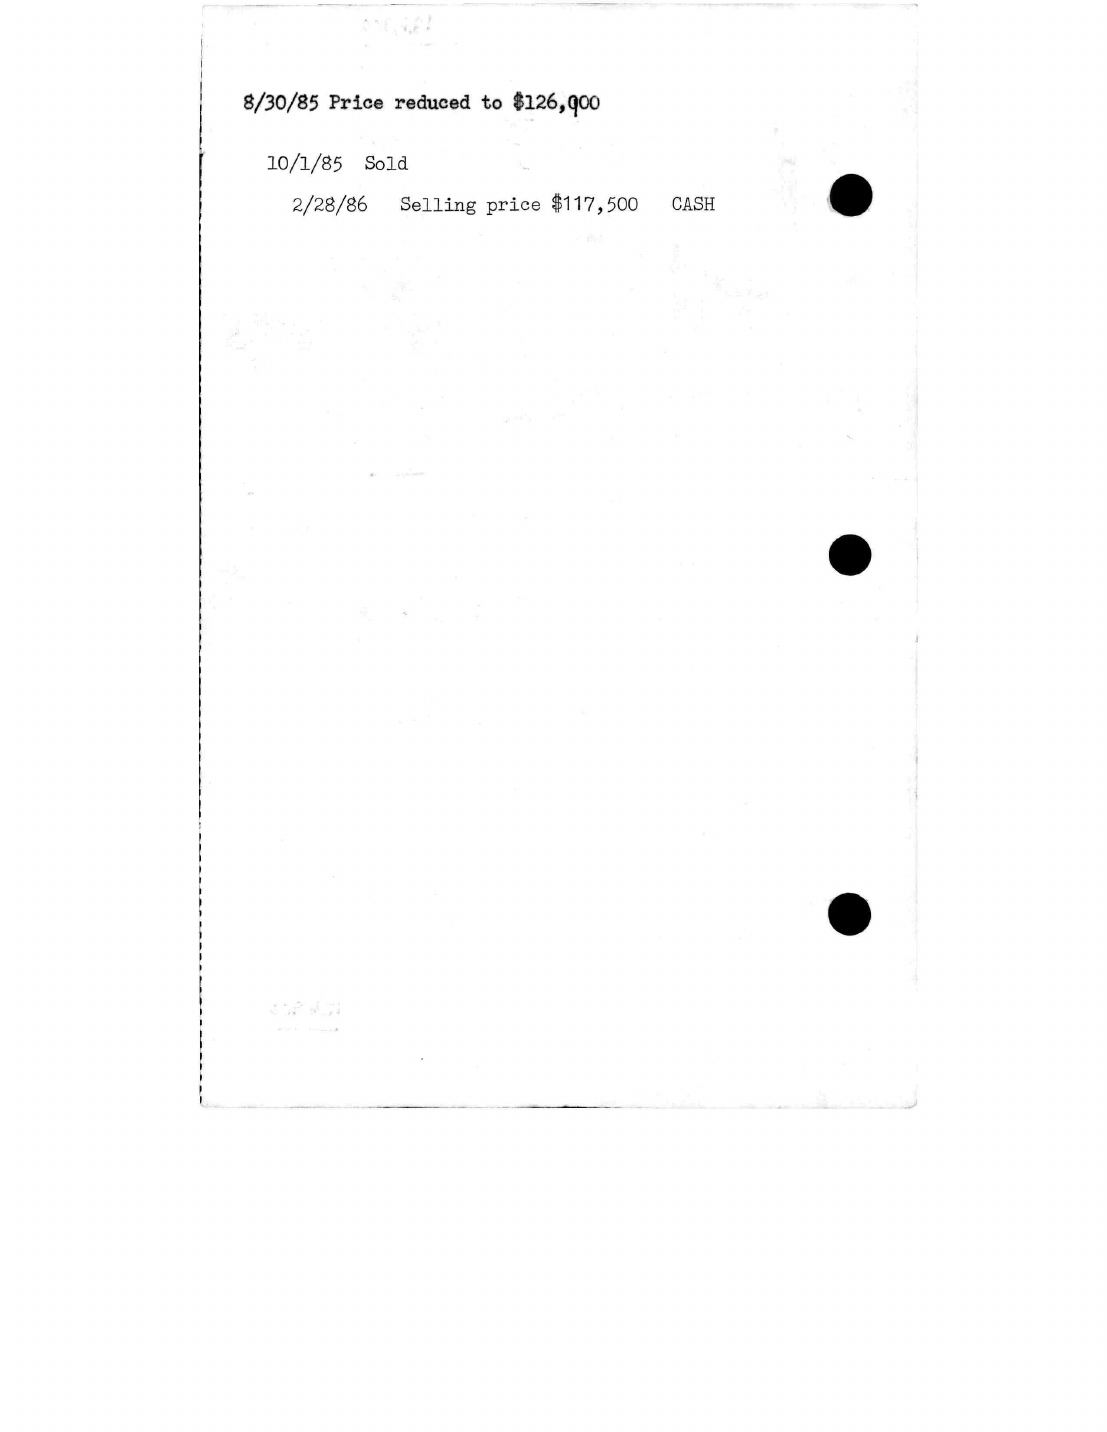 8/30/85 Price reduced to $126,900
10/1/85 Sold
2/28/86 Selling price $117,500 CASH